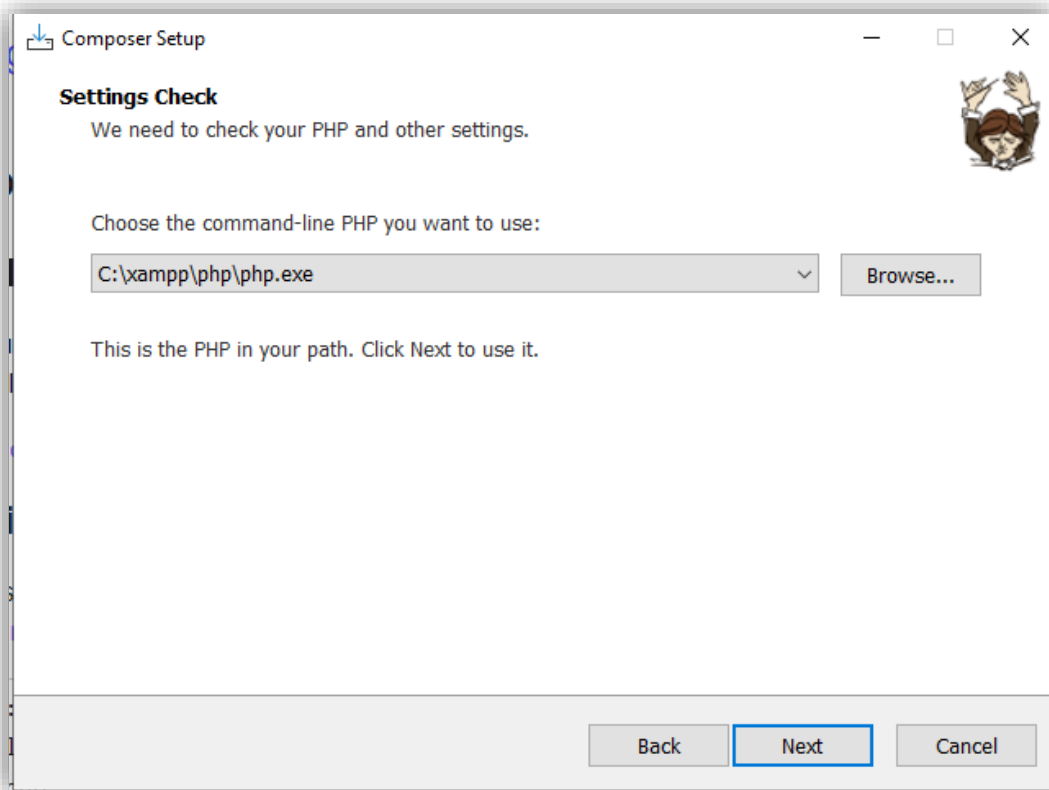 Composer Setup
Settings Check
We need to check your PHP and other settings.
Choose the command-line PHP you want to use:
C:\xampp\php\php.exe
Browse...
This is the PHP in your path. Click Next to use it.
Back
Next
Cancel